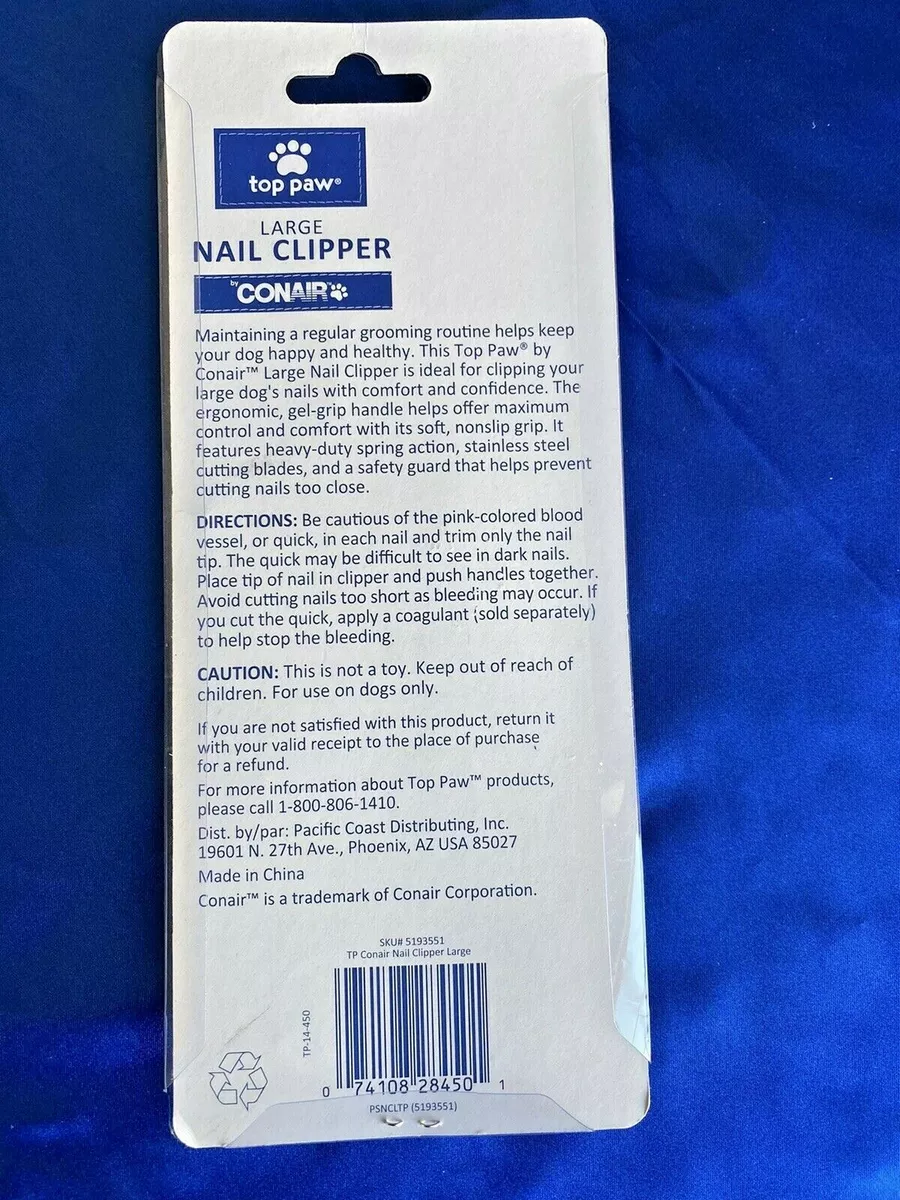 top paw®
LARGE
NAIL CLIPPER
by CONAIR™
Maintaining a regular grooming routine helps keep
your dog happy and healthy. This Top Paw® by
Conair™ Large Nail Clipper is ideal for clipping your
large dog's nails with comfort and confidence. The
ergonomic, gel-grip handle helps offer maximum
control and comfort with its soft, nonslip grip. It
features heavy-duty spring action, stainless steel
cutting blades, and a safety guard that helps prevent
cutting nails too close.
DIRECTIONS: Be cautious of the pink-colored blood
vessel, or quick, in each nail and trim only the nail
tip. The quick may be difficult to see in dark nails.
Place tip of nail in clipper and push handles together.
Avoid cutting nails too short as bleeding may occur. If
you cut the quick, apply a coagulant (sold separately)
to help stop the bleeding.
CAUTION: This is not a toy. Keep out of reach of
children. For use on dogs only.
If you are not satisfied with this product, return it
with your valid receipt to the place of purchase
for a refund.
For more information about Top Paw™ products,
please call 1-800-806-1410.
Dist. by/par: Pacific Coast Distributing, Inc.
19601 N. 27th Ave., Phoenix, AZ USA 85027
Made in China
Conair™ is a trademark of Conair Corporation.
SKU# 5193551
TP Conair Nail Clipper Large
TP-14-450
0 74108 28450 1
PSNCLTP (5193551)